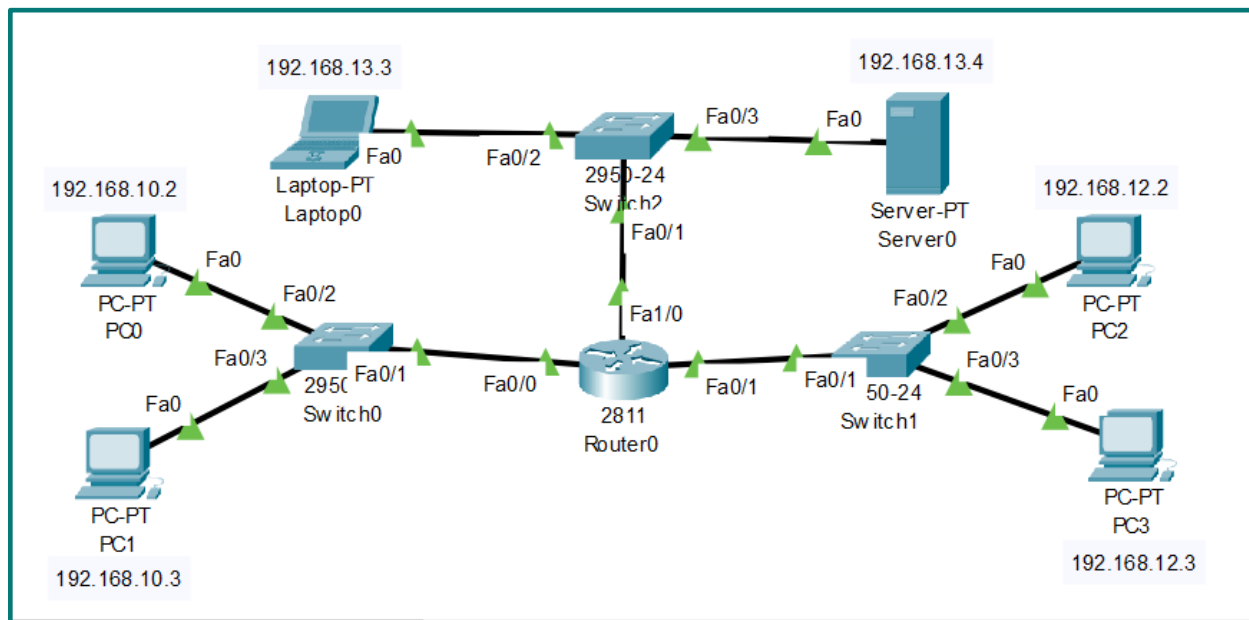 192.168.13.3
192.168.13.4
Fa0/3
Fa0
Fa0
Fa0/2
2950-24
Switch2
Laptop-PT
Laptop0
192.168.10.2
192.168.12.2
Server-PT
Server0
Fa0/1
Fa0
Fa0
PC-PT
PC0
Fa0/2
Fa1/0
Fa0/2
PC-PT
PC2
Fa0/3
Fa0/1
Fa0/0
Fa0/1
Fa0/1
Fa0/3
Fa0
295
Switch0
2811
Router0
50-24
Switch1
Fa0
PC-PT
PC1
192.168.10.3
PC-PT
PC3
192.168.12.3